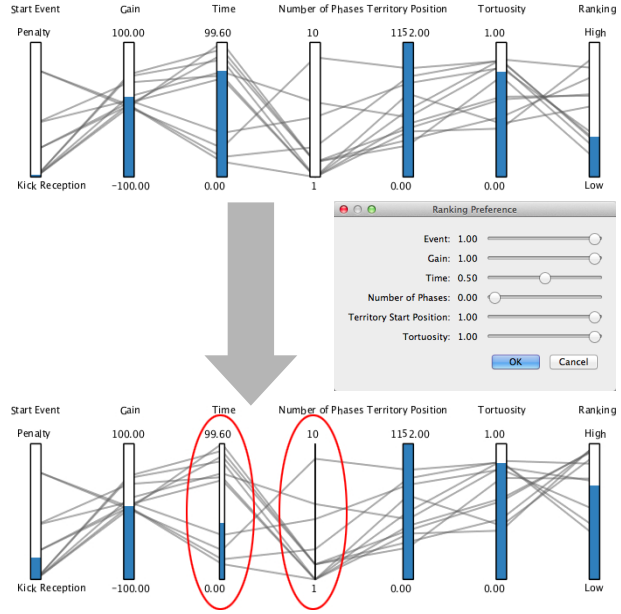 Start Event Gain Time Number of Phases Territory Position Tortuosity Ranking
Penalty 100.00 99.60 10 1152.00 1.00 High
Kick Reception -100.00 0.00 1 0.00 0.00 Low
Ranking Preference
Event: 1.00
Gain: 1.00
Time: 0.50
Number of Phases: 0.00
Territory Start Position: 1.00
Tortuosity: 1.00
OK Cancel
Start Event Gain Time Number of Phases Territory Position Tortuosity Ranking
Penalty 100.00 99.60 10 1152.00 1.00 High
Kick Reception -100.00 0.00 1 0.00 0.00 Low